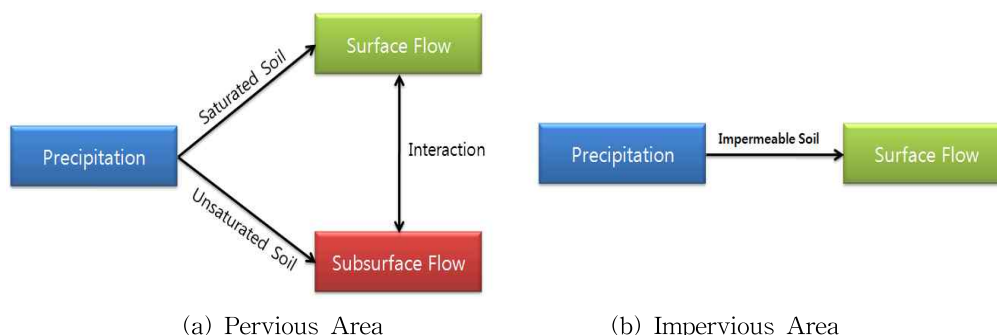 Surface Flow
Saturated Soil
Precipitation
Interaction
Unsaturated Soil
Subsurface Flow
(a) Pervious Area
Precipitation
Impermeable Soil
Surface Flow
(b) Impervious Area